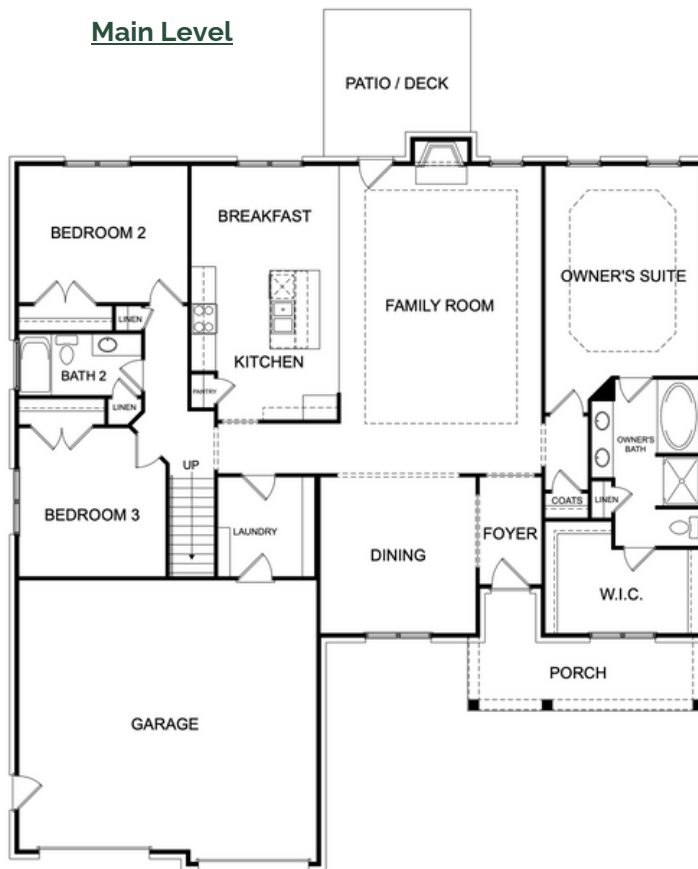 Main Level
PATIO / DECK
BREAKFAST
BEDROOM 2
OWNER'S SUITE
FAMILY ROOM
LINEN
KITCHEN
BATH 2
PANTRY
LINEN
OWNER'S
BATH
UP
COATS
LINEN
BEDROOM 3
LAUNDRY
FOYER
DINING
W.I.C.
PORCH
GARAGE